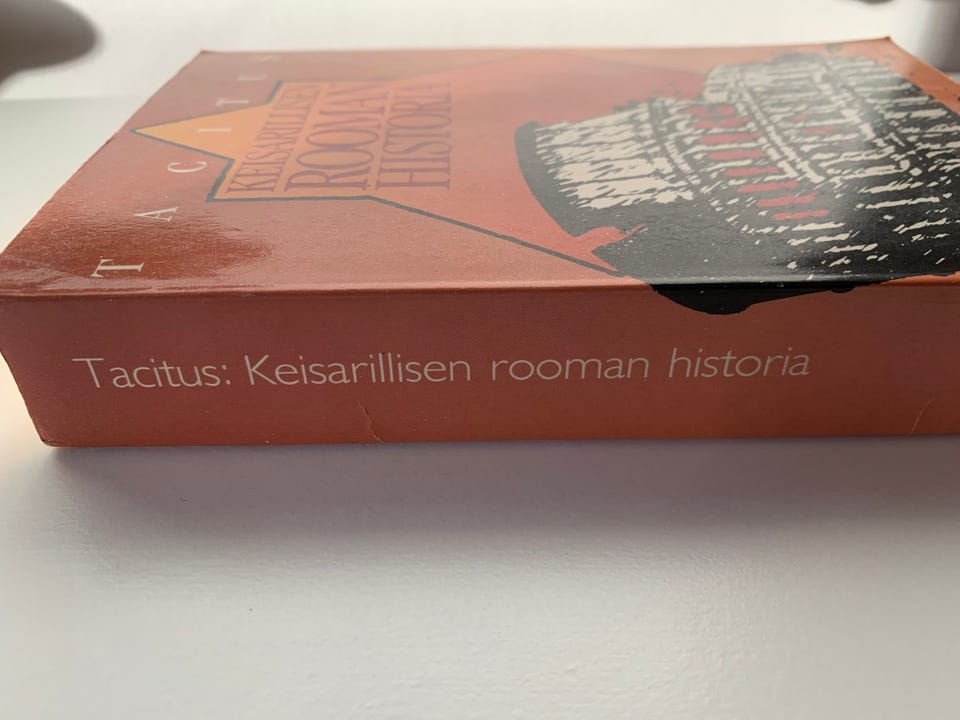 TACITUS
KEISARILLISEN
ROOMAN
HISTORIA
Tacitus: Keisarillisen rooman historia